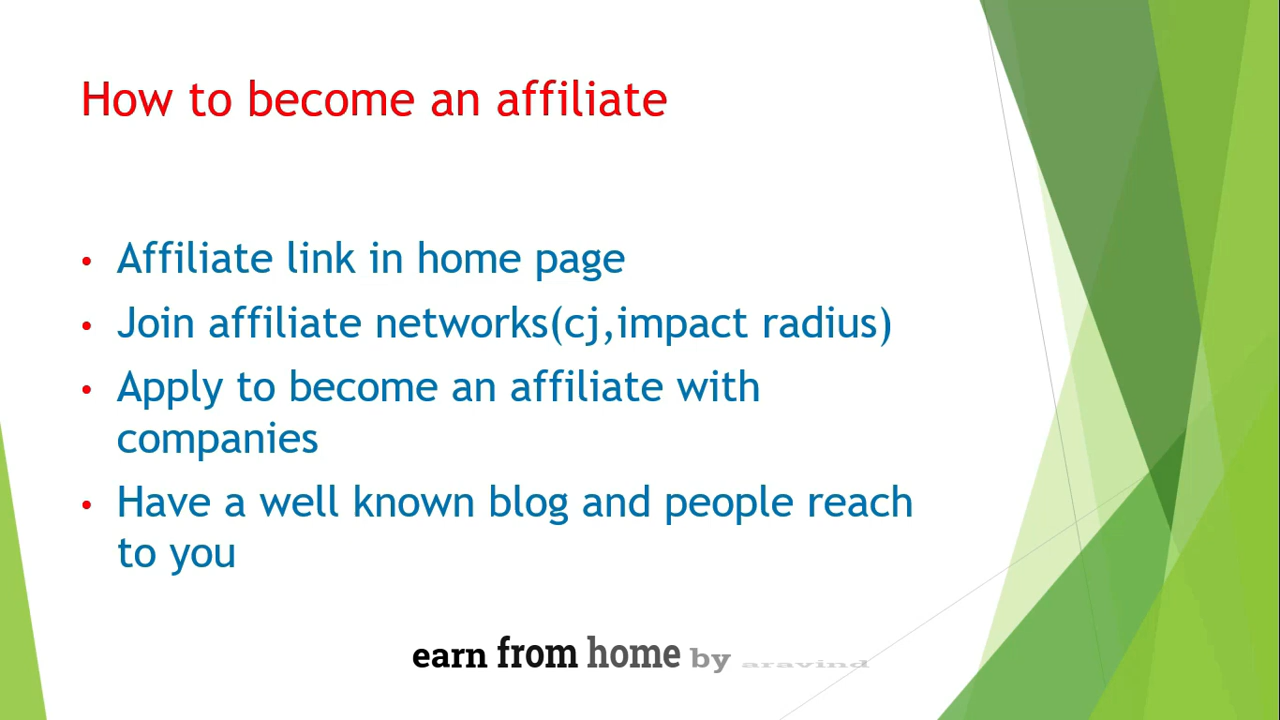 How to become an affiliate
• Affiliate link in home page
• Join affiliate networks(cj,impact radius)
• Apply to become an affiliate with
companies
• Have a well known blog and people reach
to you
earn from home by aravind